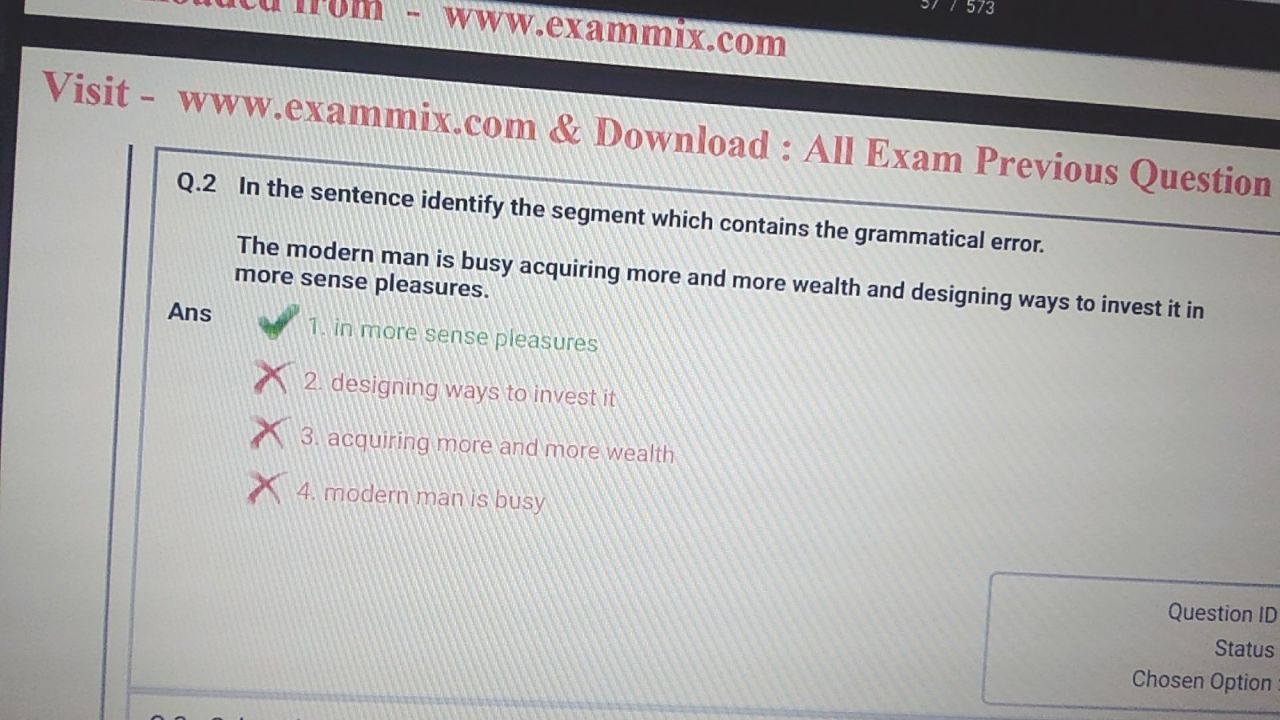 from - www.exammix.com
57 / 573
Visit - www.exammix.com & Download : All Exam Previous Question
Q.2 In the sentence identify the segment which contains the grammatical error.
The modern man is busy acquiring more and more wealth and designing ways to invest it in
more sense pleasures.
Ans
1. in more sense pleasures
2. designing ways to invest it
3. acquiring more and more wealth
4. modern man is busy
Question ID
Status
Chosen Option :